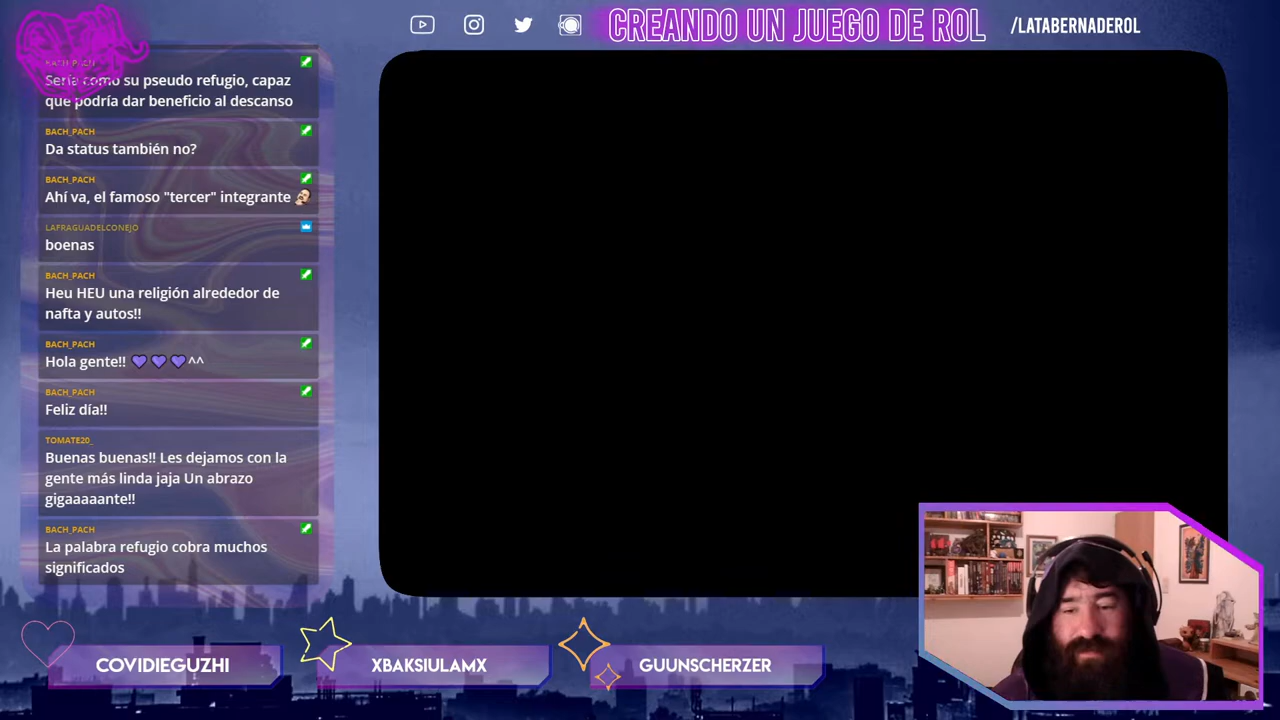 CREANDO UN JUEGO DE ROL
/LATABERNADEROL
BACH_PACH
Sería como su pseudo refugio, capaz
que podría dar beneficio al descanso
BACH_PACH
Da status también no?
BACH_PACH
Ahí va, el famoso "tercer" integrante
LAFRAGUADELCONEJO
boenas
BACH_PACH
Heu HEU una religión alrededor de
nafta y autos!!
BACH_PACH
Hola gente!! 💜 💜 💜^^
BACH_PACH
Feliz día!!
TOMATE20_
Buenas buenas!! Les dejamos con la
gente más linda jaja Un abrazo
gigaaaaante!!
BACH_PACH
La palabra refugio cobra muchos
significados
COVIDIEGUZHI
XBAKSIULAMX
GUUNSCHERZER